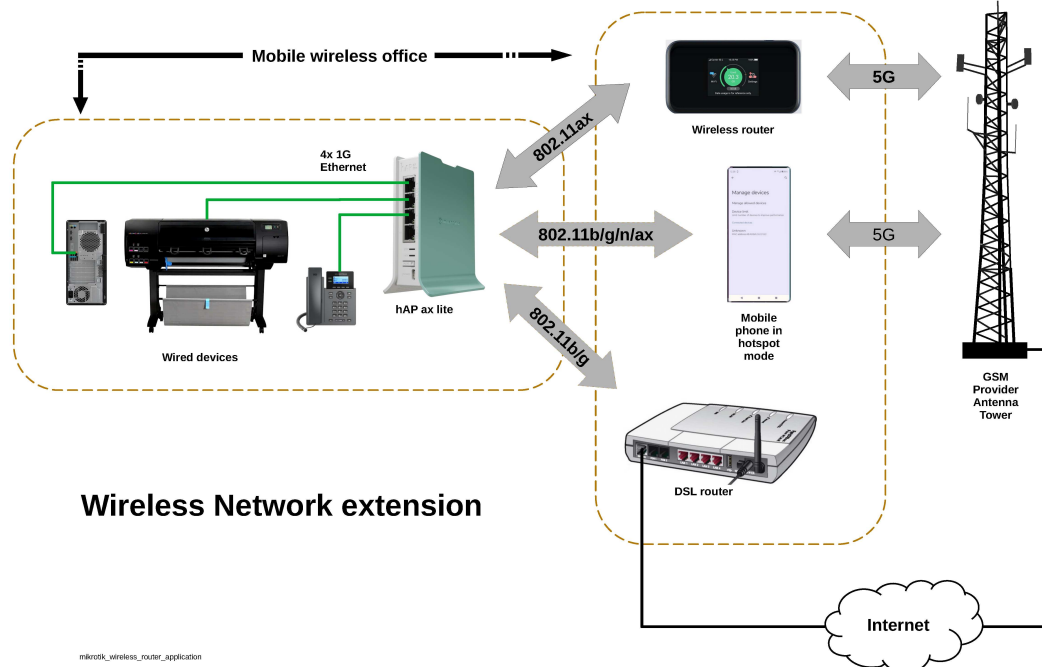 Mobile wireless office
5G
802.11ax
Wireless router
4x 1G
Ethernet
Manage devices
802.11b/g/n/ax
5G
hAP ax lite
802.11b/g
Mobile
phone in
hotspot
mode
Wired devices
GSM
Provider
Antenna
Tower
DSL router
Wireless Network extension
Internet
mikrotik_wireless_router_application